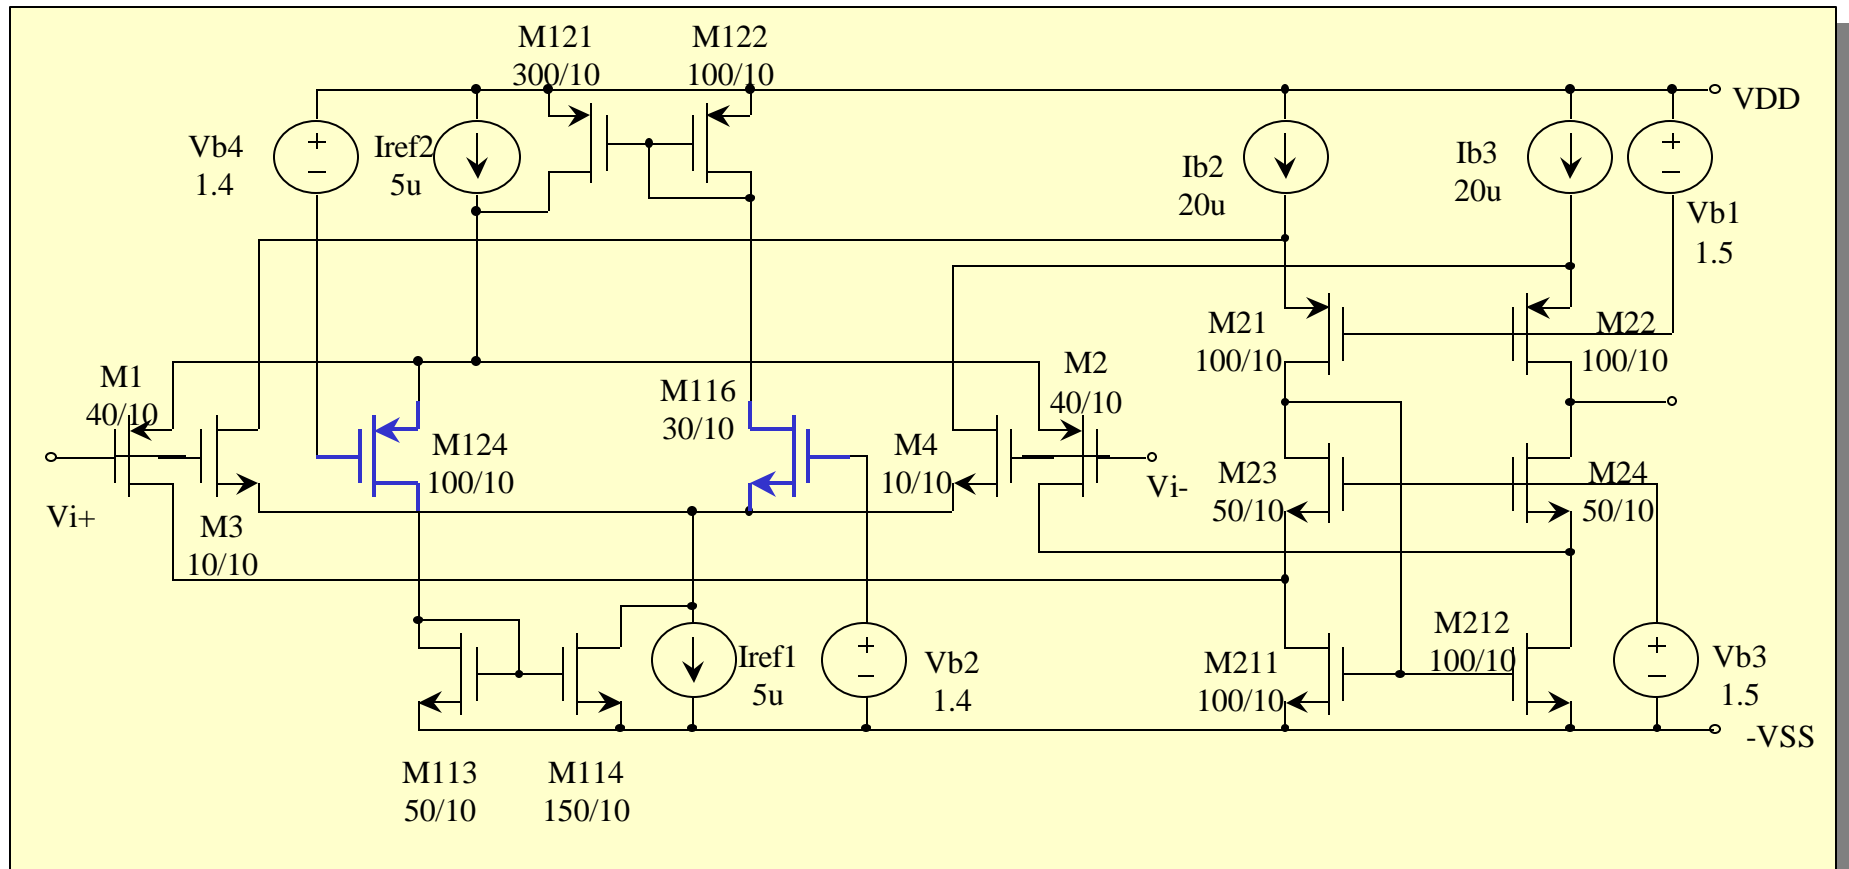 M121
300/10
M122
100/10
VDD
Vb4
1.4
Iref2
5u
Ib2
20u
Ib3
20u
Vb1
1.5
M21
100/10
M22
100/10
M1
40/10
M116
30/10
M2
40/10
M124
100/10
M4
10/10
Vi-
M23
50/10
M24
50/10
Vi+
M3
10/10
Iref1
5u
Vb2
1.4
M211
100/10
M212
100/10
Vb3
1.5
-VSS
M113
50/10
M114
150/10